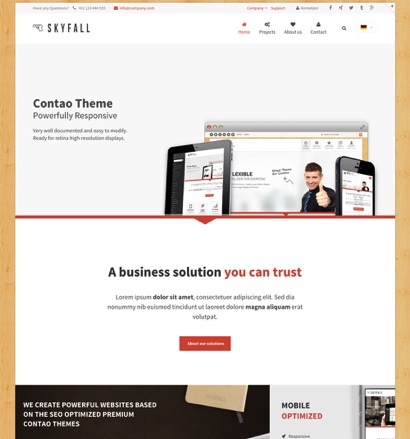 Have any Questions? +01 123 444 555 info@company.com Company Support Anmelden
SKYFALL
Home Projects About us Contact
Contao Theme
Powerfully Responsive
Very well documented and easy to modify.
Ready for retina high resolution displays.
A business solution you can trust
Lorem ipsum dolor sit amet, consectetuer adipiscing elit. Sed dia
nonummy nibh euismod tincidunt ut laoreet dolore magna aliquam erat
volutpat.
About our solutions
WE CREATE POWERFUL WEBSITES BASED
ON THE SEO OPTIMIZED PREMIUM
CONTAO THEMES
MOBILE
OPTIMIZED
Responsive